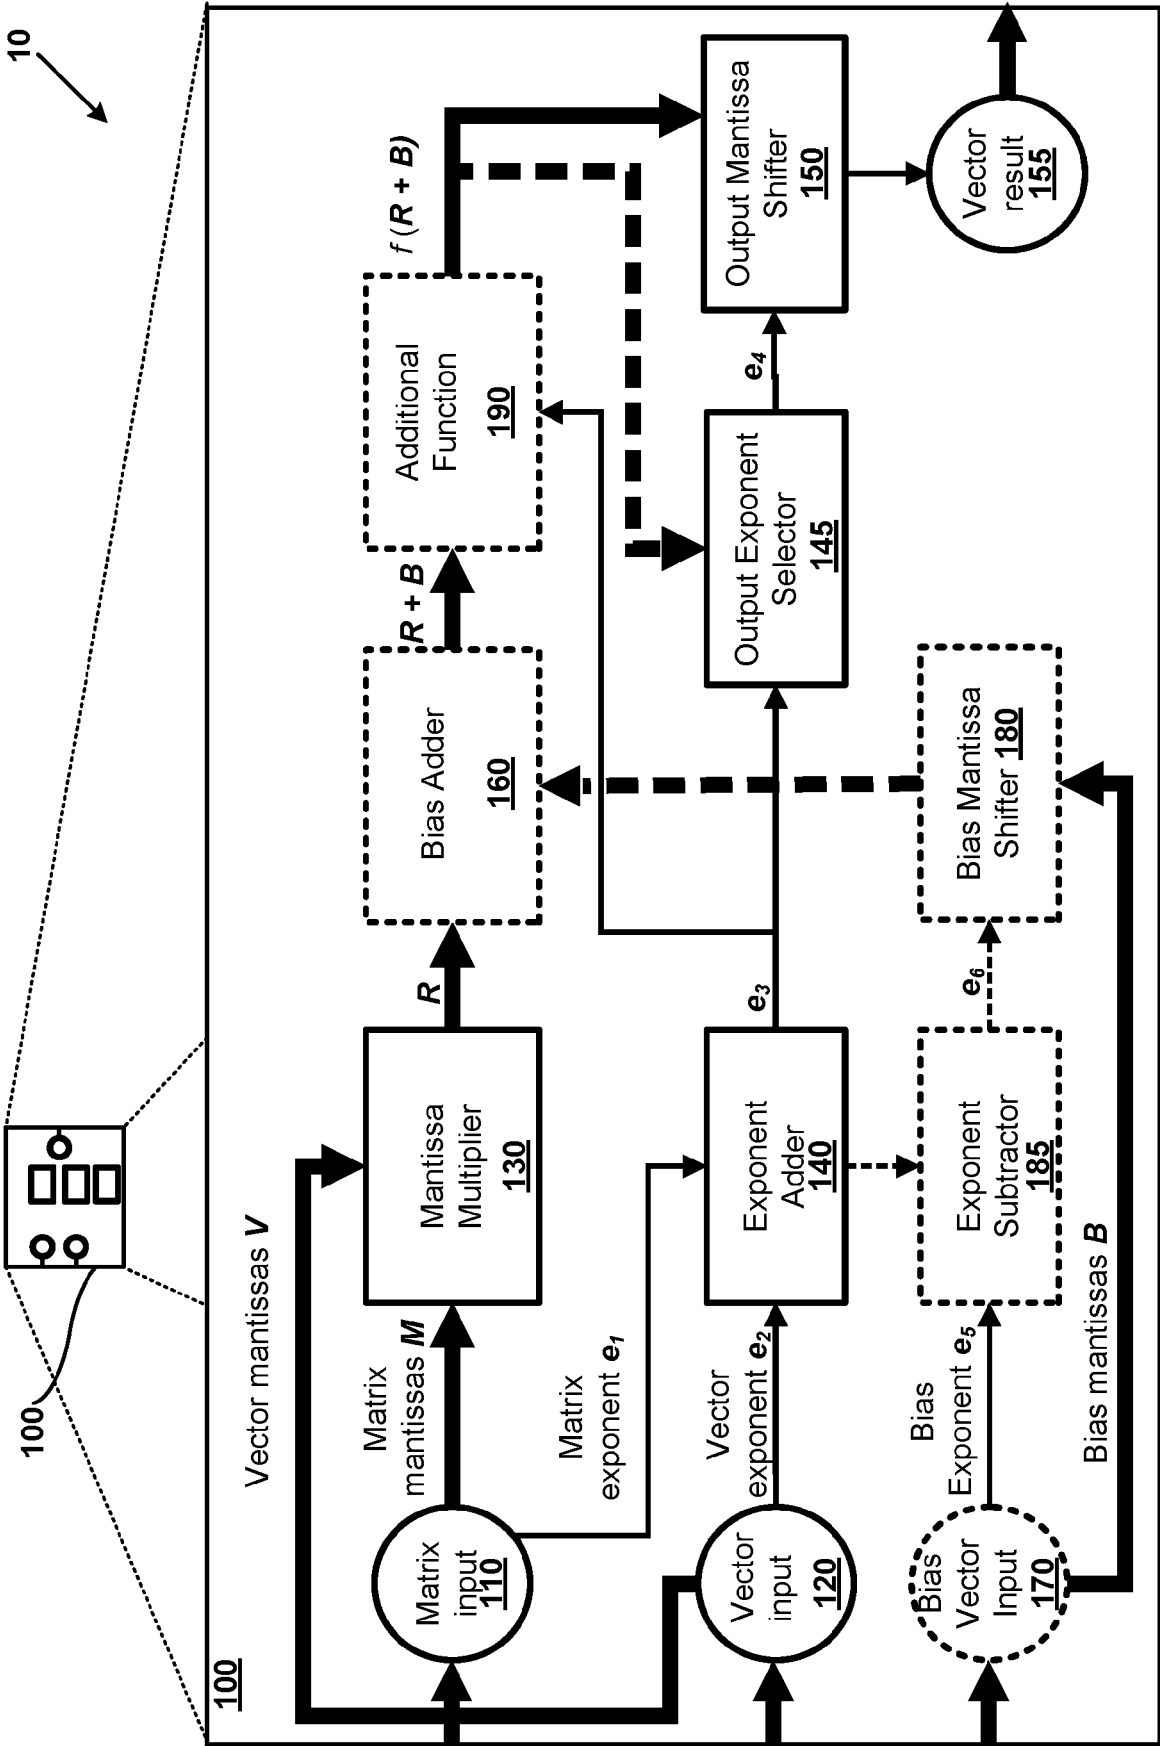 10
100
100
Vector mantissas V
Matrix
input
110
Matrix
mantissas M
Mantissa
Multiplier
130
R
Bias Adder
160
R + B
Additional
Function
190
f (R + B)
Matrix
exponent e1
Vector
input
120
Vector
exponent e2
Exponent
Adder
140
e3
Output Exponent
Selector
145
e4
Output Mantissa
Shifter
150
Bias
Vector
Input
170
Bias
Exponent e5
Exponent
Subtractor
185
e6
Bias Mantissa
Shifter 180
Vector
result
155
Bias mantissas B